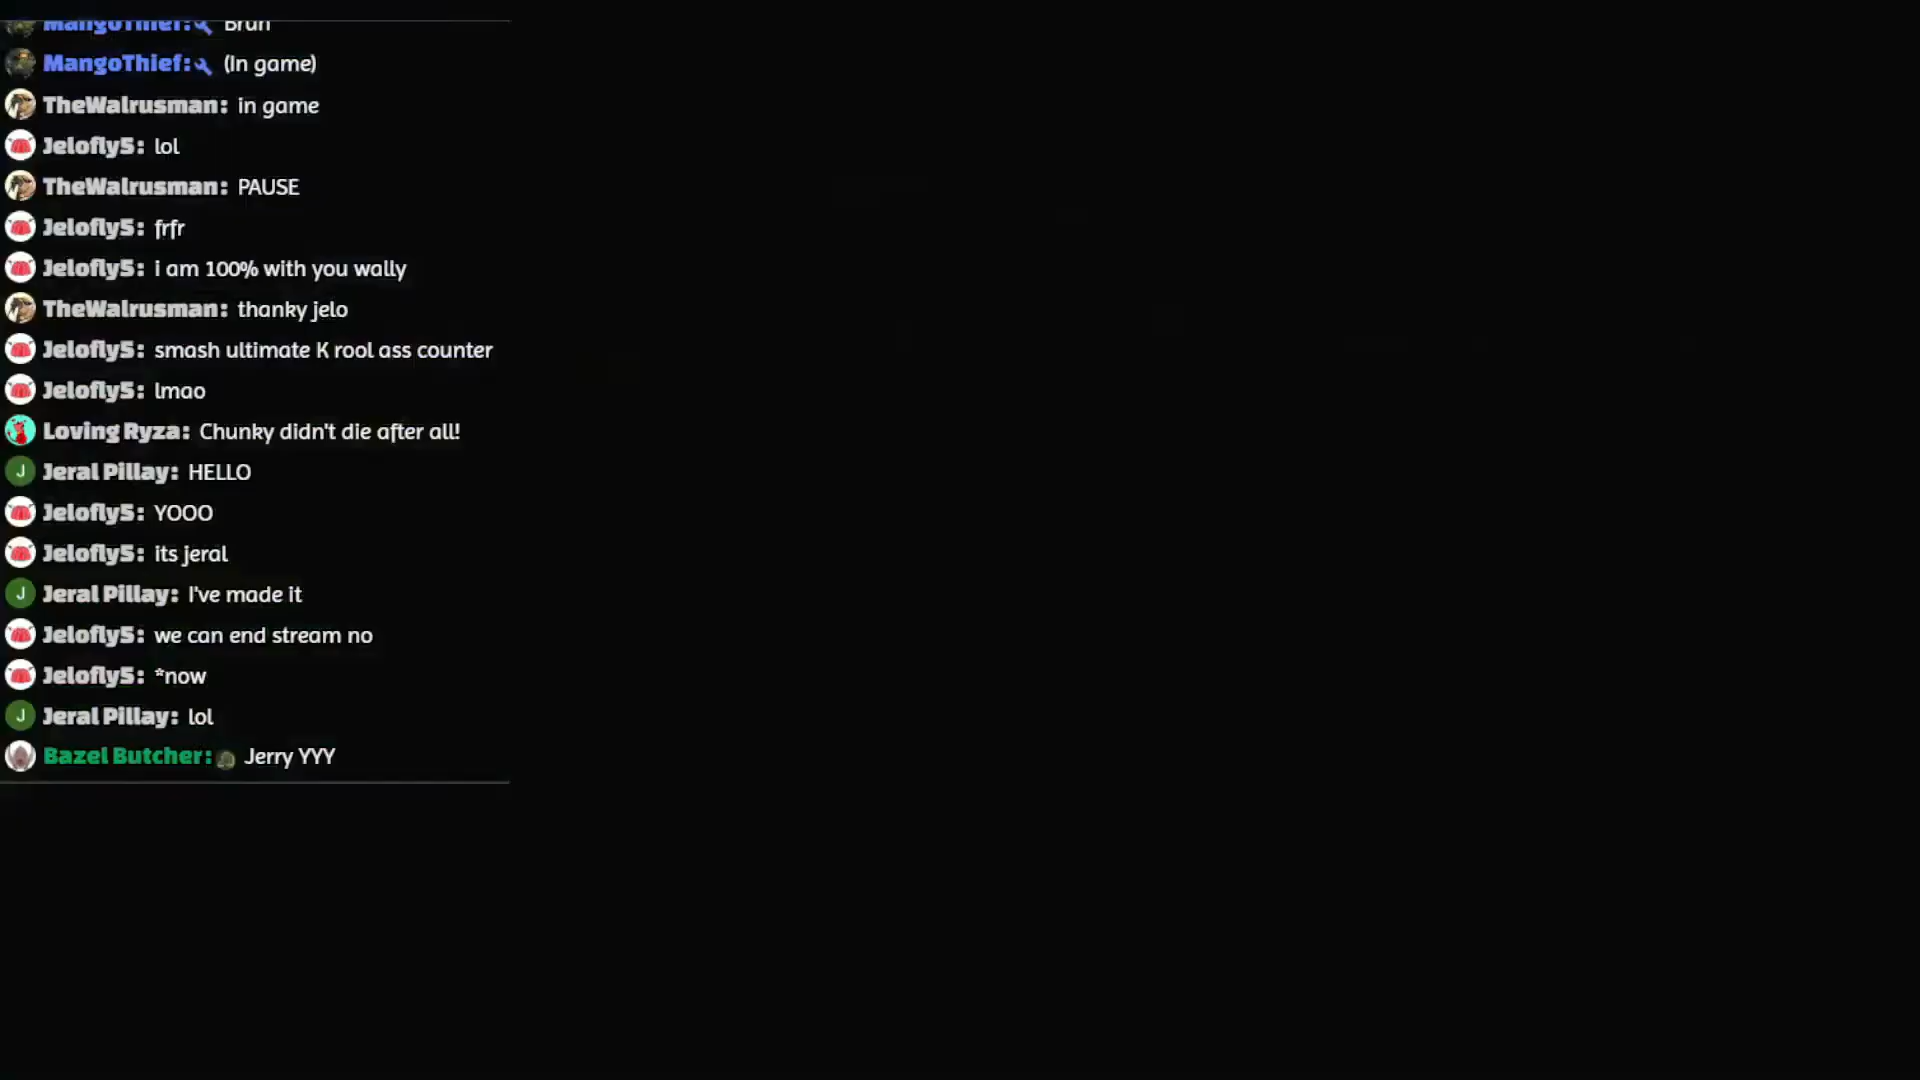 MangoThief: Bruh
MangoThief: (In game)
TheWalrusman: in game
Jelofly5: lol
TheWalrusman: PAUSE
Jelofly5: frfr
Jelofly5: i am 100% with you wally
TheWalrusman: thanky jelo
Jelofly5: smash ultimate K rool ass counter
Jelofly5: lmao
Loving Ryza: Chunky didn't die after all!
J Jeral Pillay: HELLO
Jelofly5: YOOO
Jelofly5: its jeral
J Jeral Pillay: I've made it
Jelofly5: we can end stream no
Jelofly5: *now
J Jeral Pillay: lol
Bazel Butcher: Jerry YYY